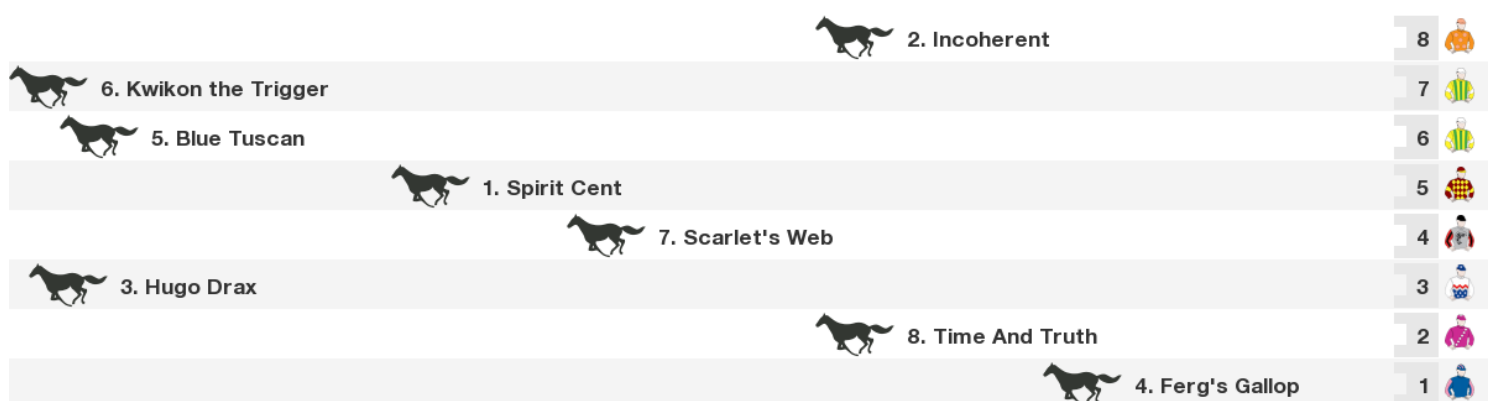 2. Incoherent 8
6. Kwikon the Trigger 7
5. Blue Tuscan 6
1. Spirit Cent 5
7. Scarlet's Web 4
3. Hugo Drax 3
8. Time And Truth 2
4. Ferg's Gallop 1